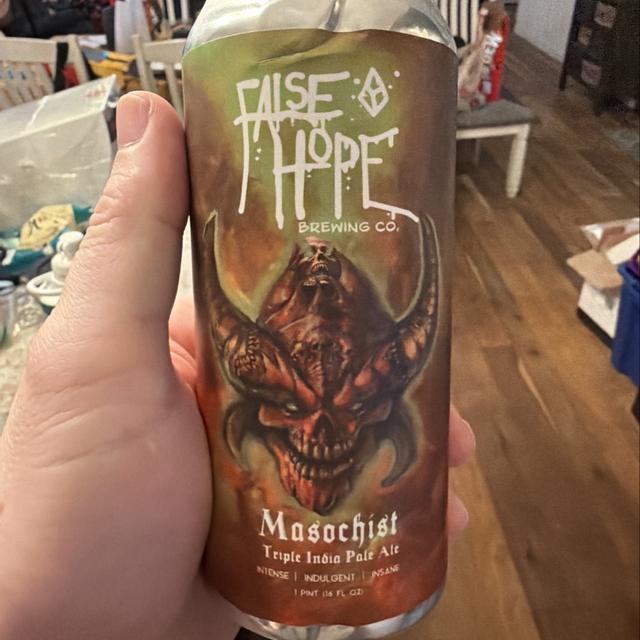 FALSE
HOPE
BREWING CO.
Masochist
Triple India Pale Ale
INTENSE | INDULGENT | INSANE
1 PINT (16 FL OZ)